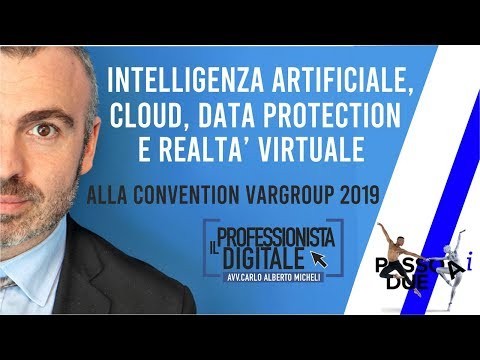 INTELLIGENZA ARTIFICIALE,
CLOUD, DATA PROTECTION
E REALTA' VIRTUALE
ALLA CONVENTION VARGROUP 2019
IL PROFESSIONISTA
DIGITALE
AVV.CARLO ALBERTO MICHELI
PASSO A
DUE
Ai